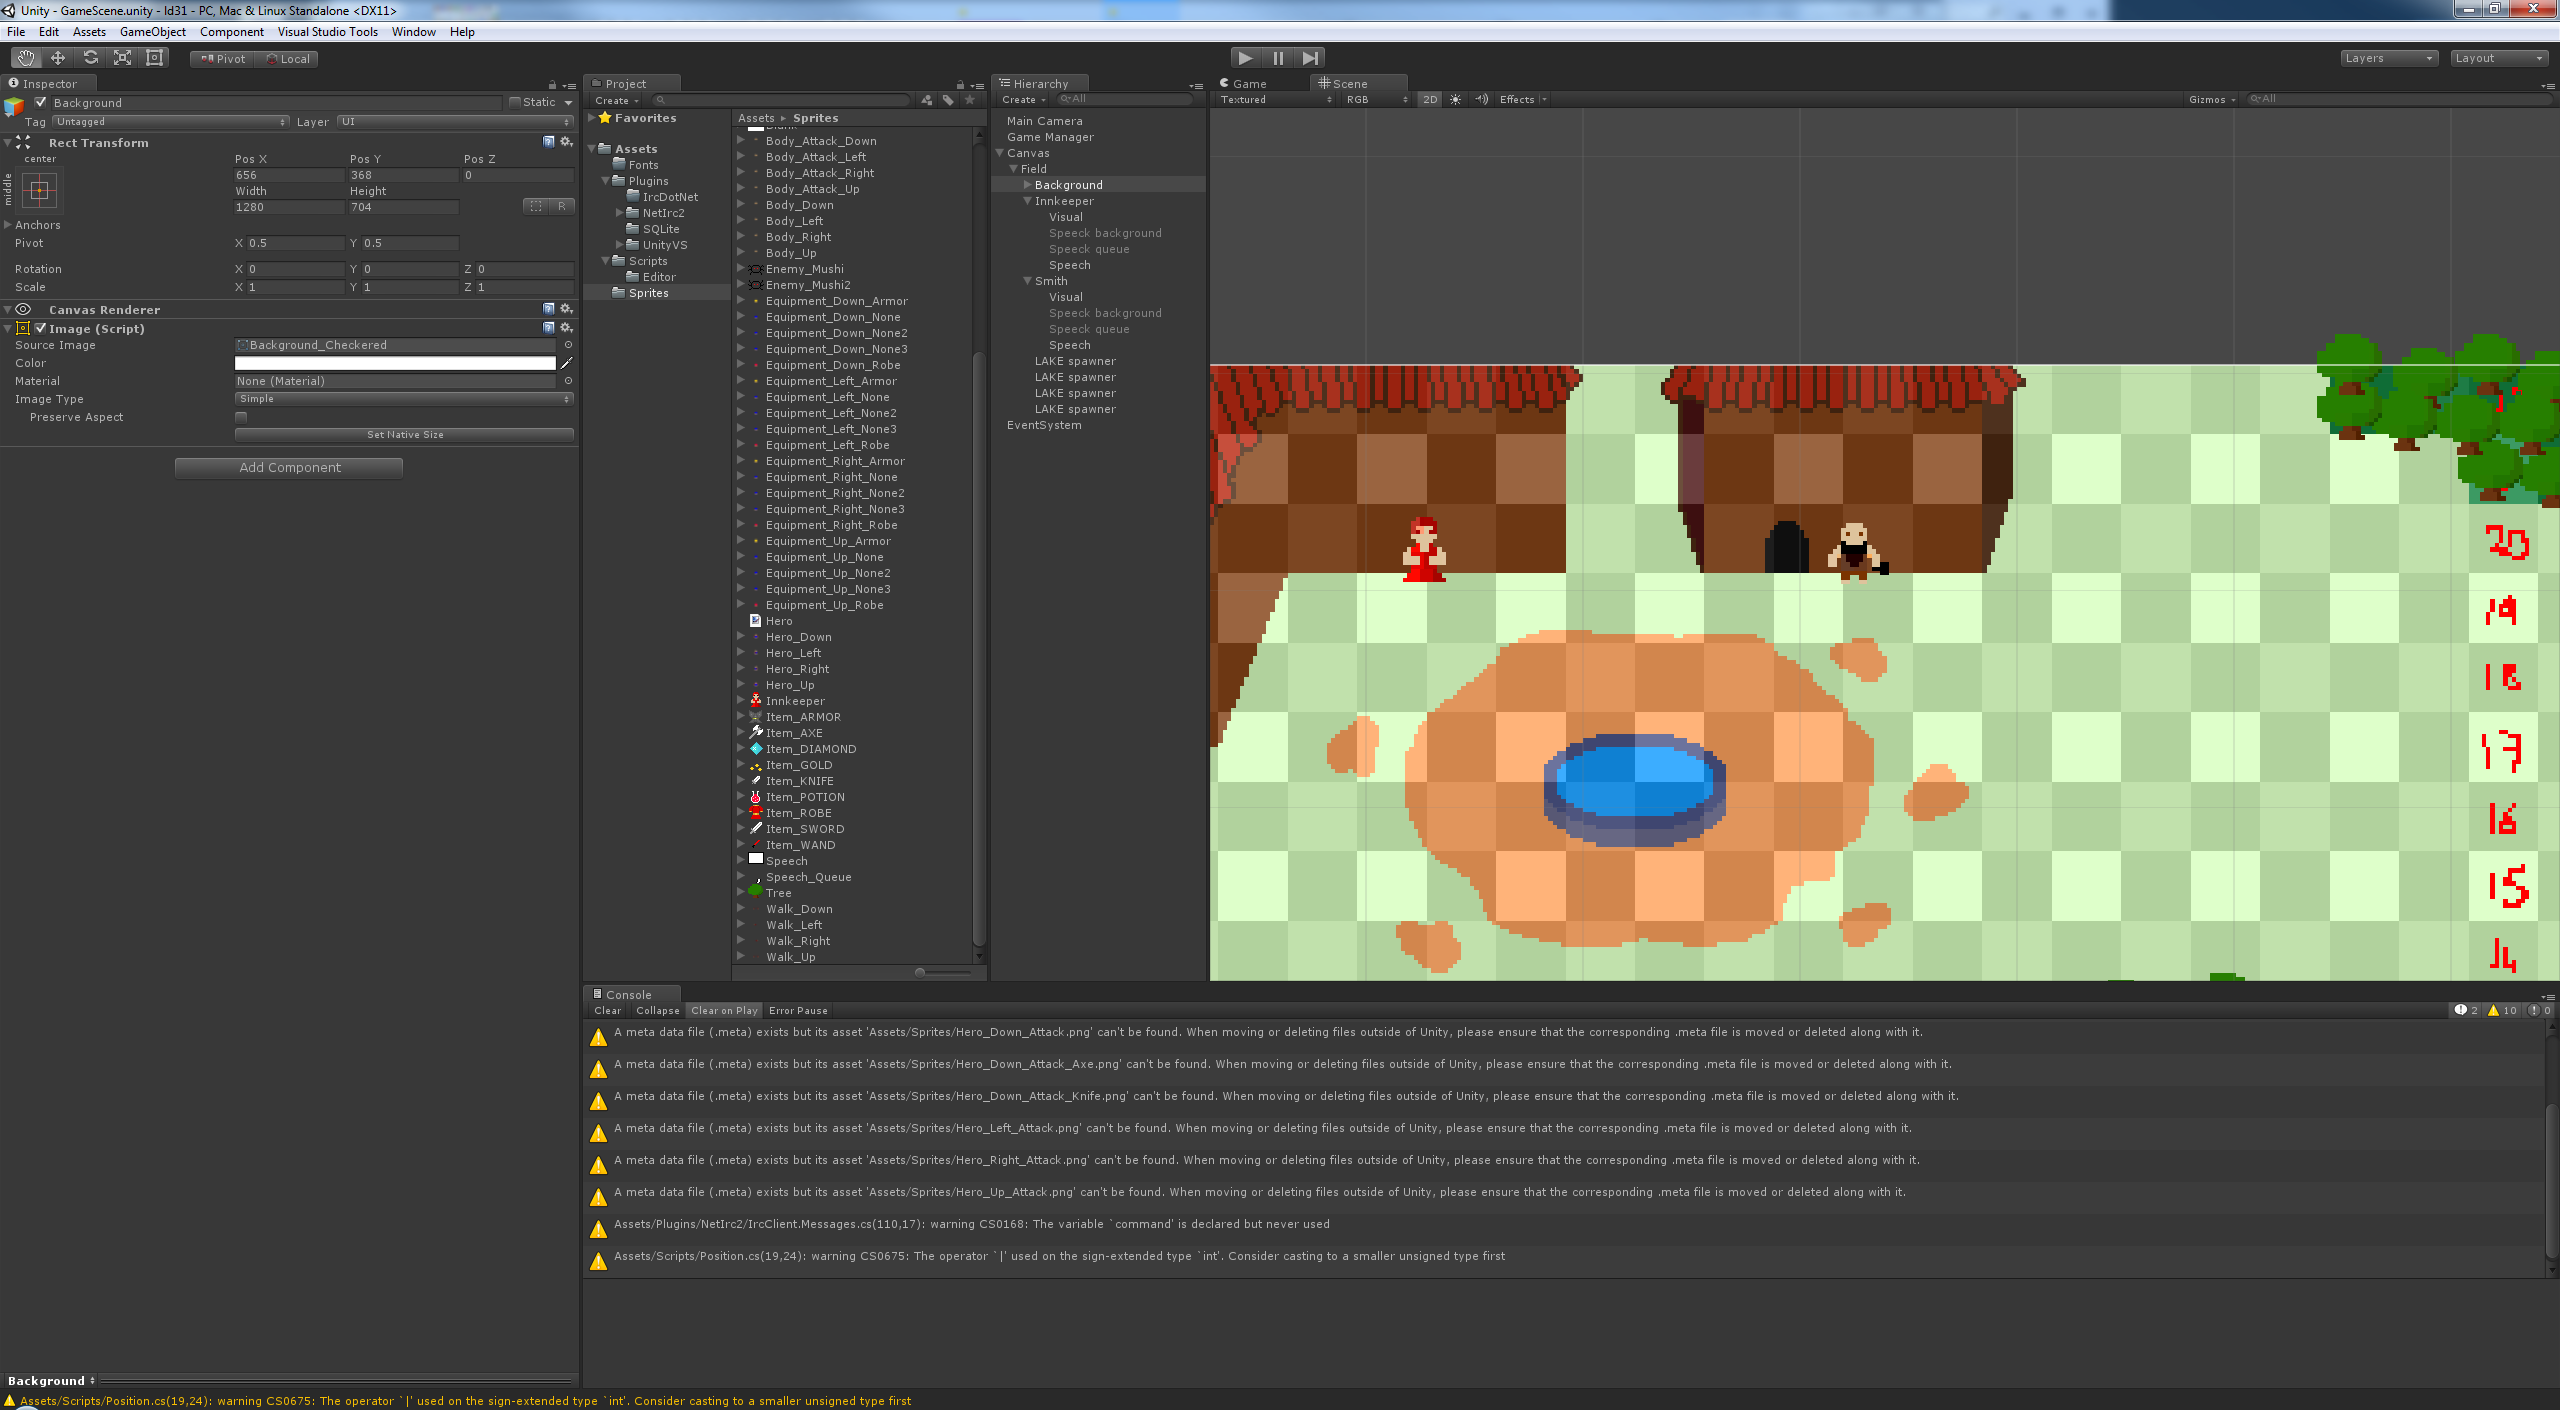 Unity - GameScene.unity - ld31 - PC, Mac & Linux Standalone <DX11>
File Edit Assets GameObject Component Visual Studio Tools Window Help
Pivot Local
Layers Layout
Inspector
Background Static
Tag Untagged Layer UI
Rect Transform
center
middle
Pos X Pos Y Pos Z
656 368 0
Width Height
1280 704
R
Anchors
Pivot X 0.5 Y 0.5
Rotation X 0 Y 0 Z 0
Scale X 1 Y 1 Z 1
Canvas Renderer
Image (Script)
Source Image Background_Checkered
Color
Material None (Material)
Image Type Simple
Preserve Aspect
Set Native Size
Add Component
Background
Project
Create
Favorites
Assets
Fonts
Plugins
IrcDotNet
NetIrc2
SQLite
UnityVS
Scripts
Editor
Sprites
Assets Sprites
Body_Attack_Down
Body_Attack_Left
Body_Attack_Right
Body_Attack_Up
Body_Down
Body_Left
Body_Right
Body_Up
Enemy_Mushi
Enemy_Mushi2
Equipment_Down_Armor
Equipment_Down_None
Equipment_Down_None2
Equipment_Down_None3
Equipment_Down_Robe
Equipment_Left_Armor
Equipment_Left_None
Equipment_Left_None2
Equipment_Left_None3
Equipment_Left_Robe
Equipment_Right_Armor
Equipment_Right_None
Equipment_Right_None2
Equipment_Right_None3
Equipment_Right_Robe
Equipment_Up_Armor
Equipment_Up_None
Equipment_Up_None2
Equipment_Up_None3
Equipment_Up_Robe
Hero
Hero_Down
Hero_Left
Hero_Right
Hero_Up
Innkeeper
Item_ARMOR
Item_AXE
Item_DIAMOND
Item_GOLD
Item_KNIFE
Item_POTION
Item_ROBE
Item_SWORD
Item_WAND
Speech
Speech_Queue
Tree
Walk_Down
Walk_Left
Walk_Right
Walk_Up
Hierarchy
Create All
Main Camera
Game Manager
Canvas
Field
Background
Innkeeper
Visual
Speeck background
Speeck queue
Speech
Smith
Visual
Speeck background
Speeck queue
Speech
LAKE spawner
LAKE spawner
LAKE spawner
LAKE spawner
EventSystem
Game Scene
Textured RGB 2D Effects Gizmos All
20
19
18
17
16
15
14
Console
Clear Collapse Clear on Play Error Pause 2 10 0
A meta data file (.meta) exists but its asset 'Assets/Sprites/Hero_Down_Attack.png' can't be found. When moving or deleting files outside of Unity, please ensure that the corresponding .meta file is moved or deleted along with it.
A meta data file (.meta) exists but its asset 'Assets/Sprites/Hero_Down_Attack_Axe.png' can't be found. When moving or deleting files outside of Unity, please ensure that the corresponding .meta file is moved or deleted along with it.
A meta data file (.meta) exists but its asset 'Assets/Sprites/Hero_Down_Attack_Knife.png' can't be found. When moving or deleting files outside of Unity, please ensure that the corresponding .meta file is moved or deleted along with it.
A meta data file (.meta) exists but its asset 'Assets/Sprites/Hero_Left_Attack.png' can't be found. When moving or deleting files outside of Unity, please ensure that the corresponding .meta file is moved or deleted along with it.
A meta data file (.meta) exists but its asset 'Assets/Sprites/Hero_Right_Attack.png' can't be found. When moving or deleting files outside of Unity, please ensure that the corresponding .meta file is moved or deleted along with it.
A meta data file (.meta) exists but its asset 'Assets/Sprites/Hero_Up_Attack.png' can't be found. When moving or deleting files outside of Unity, please ensure that the corresponding .meta file is moved or deleted along with it.
Assets/Plugins/NetIrc2/IrcClient.Messages.cs(110,17): warning CS0168: The variable `command' is declared but never used
Assets/Scripts/Position.cs(19,24): warning CS0675: The operator `|' used on the sign-extended type `int'. Consider casting to a smaller unsigned type first
Assets/Scripts/Position.cs(19,24): warning CS0675: The operator `|' used on the sign-extended type `int'. Consider casting to a smaller unsigned type first